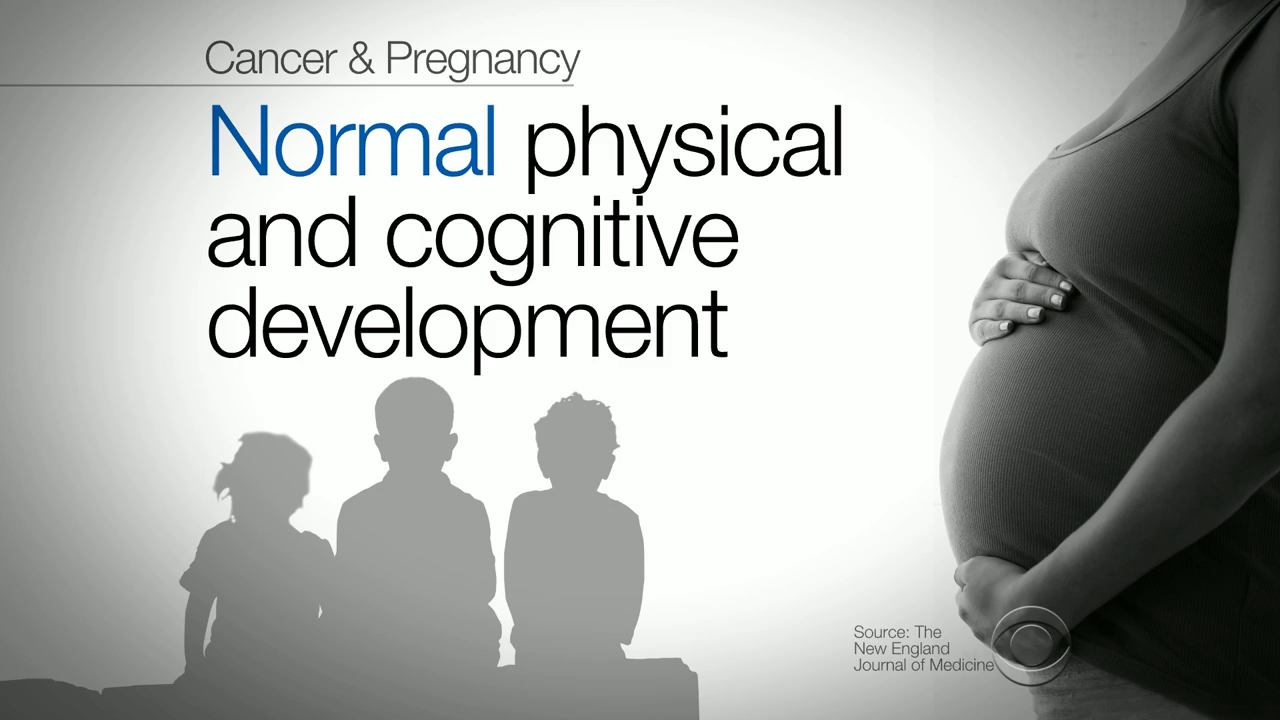 Cancer & Pregnancy
Normal physical
and cognitive
development
Source: The
New England
Journal of Medicine